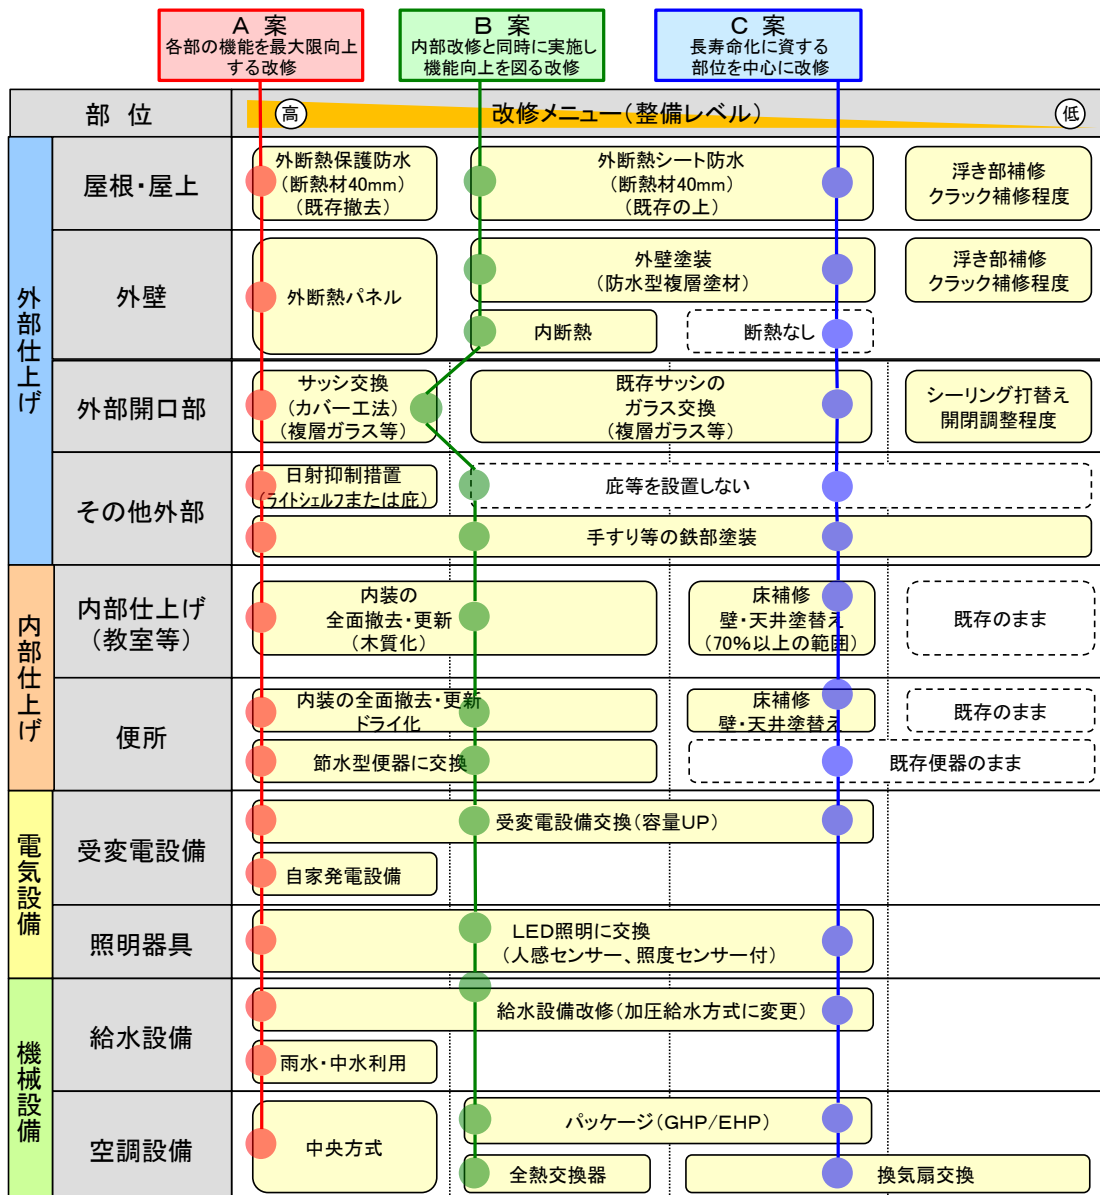 A 案
各部の機能を最大限向上
する改修
B 案
内部改修と同時に実施し
機能向上を図る改修
C 案
長寿命化に資する
部位を中心に改修
部 位
高
改修メニュー(整備レベル)
低
外部仕上げ
屋根・屋上
外断熱保護防水
(断熱材40mm)
(既存撤去)
外断熱シート防水
(断熱材40mm)
(既存の上)
浮き部補修
クラック補修程度
外壁
外断熱パネル
外壁塗装
(防水型複層塗材)
浮き部補修
クラック補修程度
内断熱
断熱なし
外部開口部
サッシ交換
(カバー工法)
(複層ガラス等)
既存サッシの
ガラス交換
(複層ガラス等)
シーリング打替え
開閉調整程度
その他外部
日射抑制措置
(ライトシェルフまたは庇)
庇等を設置しない
手すり等の鉄部塗装
内部仕上げ
内部仕上げ
(教室等)
内装の
全面撤去・更新
(木質化)
床補修
壁・天井塗替え
(70%以上の範囲)
既存のまま
便所
内装の全面撤去・更新
ドライ化
床補修
壁・天井塗替え
既存のまま
節水型便器に交換
既存便器のまま
電気設備
受変電設備
受変電設備交換(容量UP)
自家発電設備
照明器具
LED照明に交換
(人感センサー、照度センサー付)
機械設備
給水設備
給水設備改修(加圧給水方式に変更)
雨水・中水利用
空調設備
中央方式
パッケージ(GHP/EHP)
全熱交換器
換気扇交換